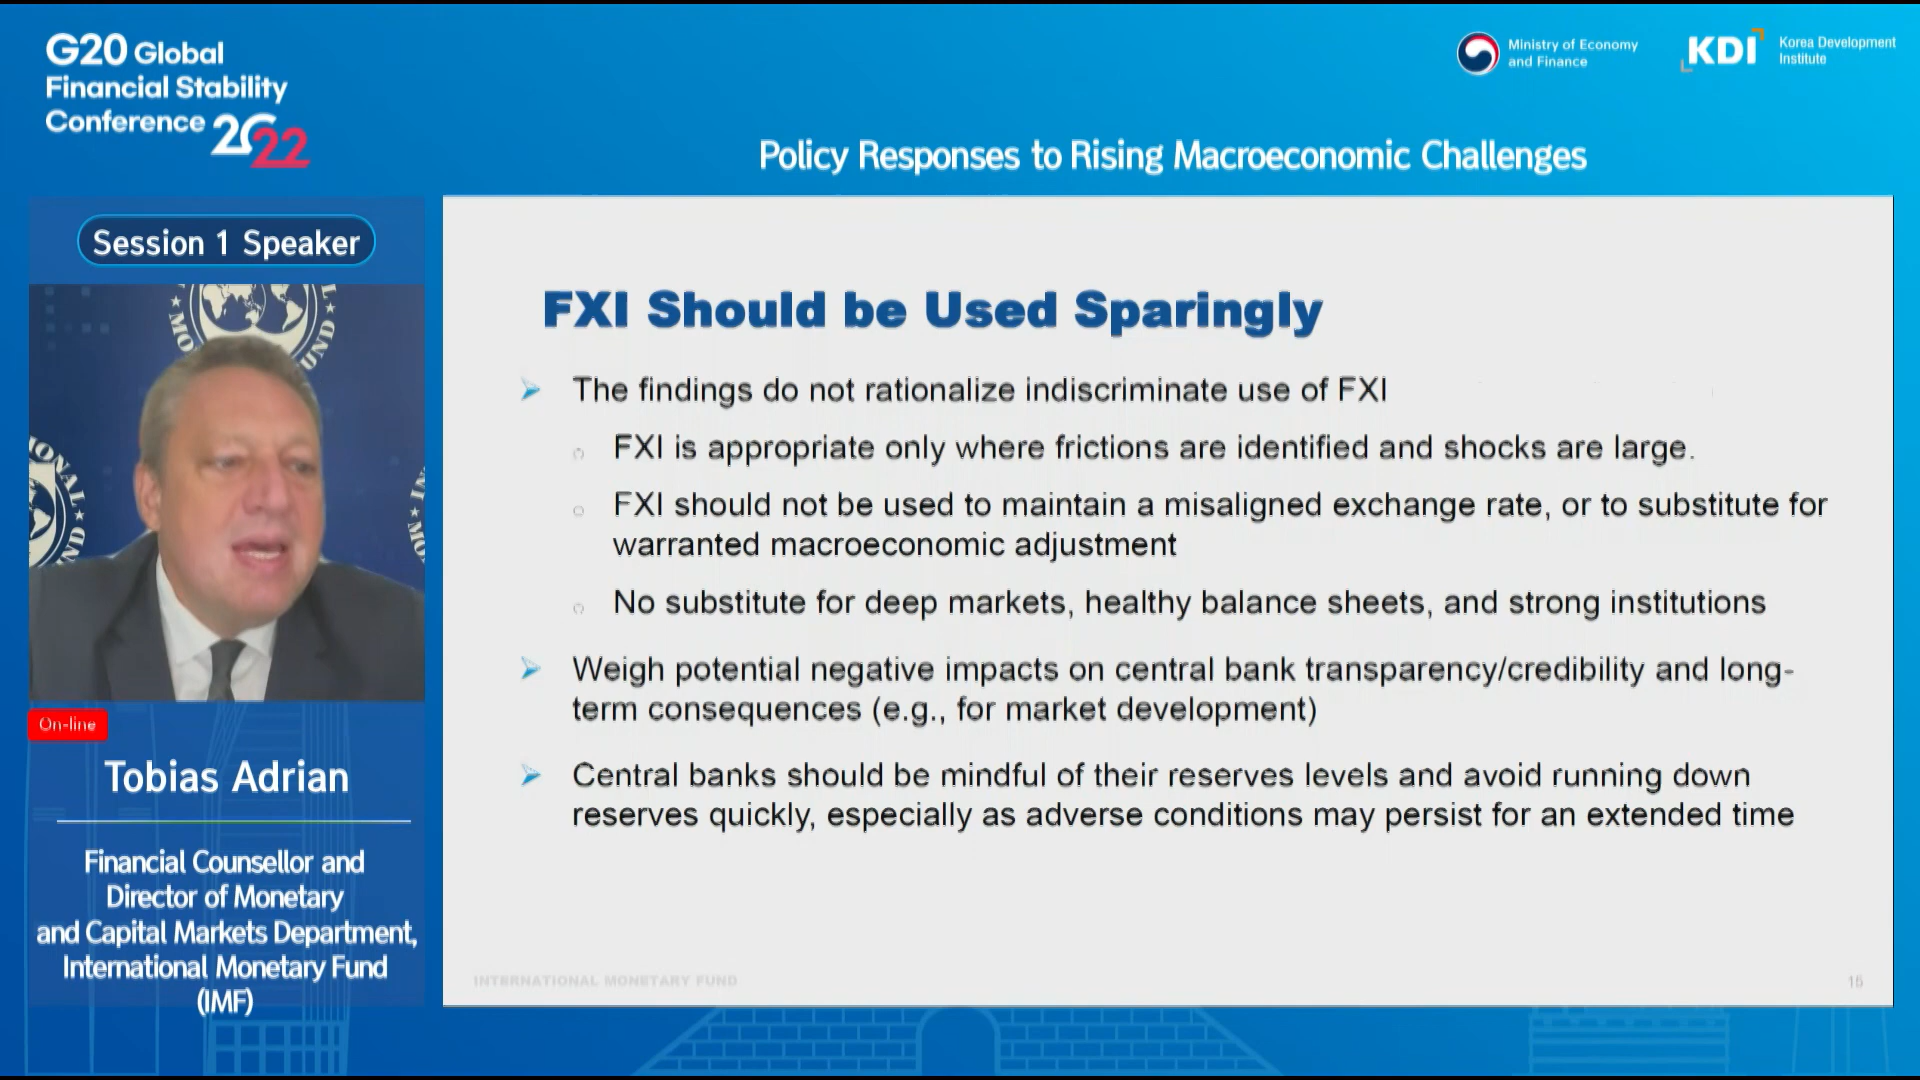 G20 Global
Financial Stability
Conference 2022
Ministry of Economy
and Finance
KDI
Korea Development
Institute
Policy Responses to Rising Macroeconomic Challenges
Session 1 Speaker
On-line
Tobias Adrian
Financial Counsellor and
Director of Monetary
and Capital Markets Department,
International Monetary Fund
(IMF)
FXI Should be Used Sparingly
The findings do not rationalize indiscriminate use of FXI
FXI is appropriate only where frictions are identified and shocks are large.
FXI should not be used to maintain a misaligned exchange rate, or to substitute for
warranted macroeconomic adjustment
No substitute for deep markets, healthy balance sheets, and strong institutions
Weigh potential negative impacts on central bank transparency/credibility and long-
term consequences (e.g., for market development)
Central banks should be mindful of their reserves levels and avoid running down
reserves quickly, especially as adverse conditions may persist for an extended time
INTERNATIONAL MONETARY FUND